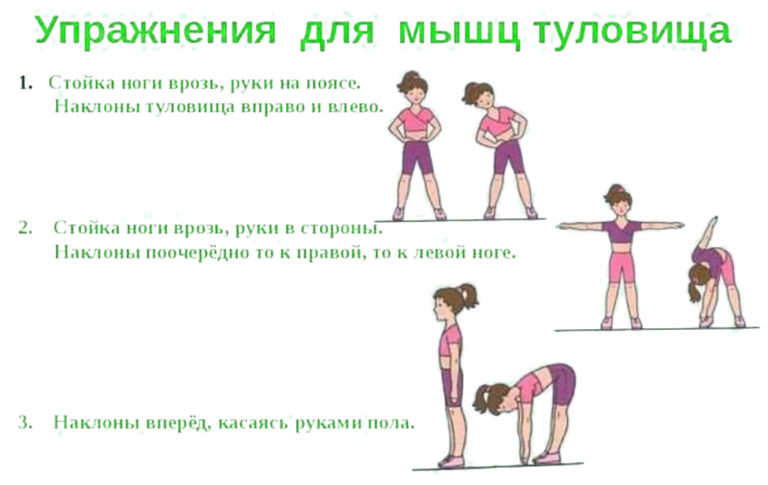 Упражнения для мышц туловища
1. Стойка ноги врозь, руки на поясе.
Наклоны туловища вправо и влево.
2. Стойка ноги врозь, руки в стороны.
Наклоны поочерёдно то к правой, то к левой ноге.
3. Наклоны вперёд, касаясь руками пола.